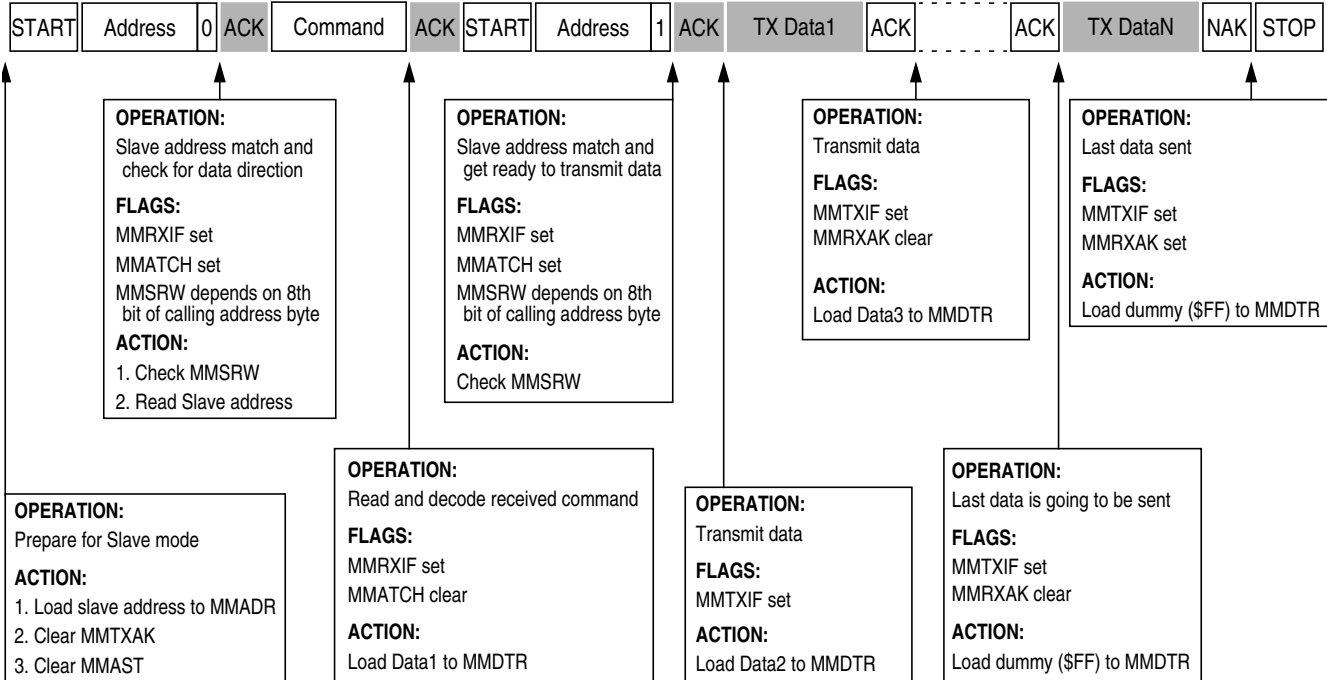 START Address 0 ACK Command ACK START Address 1 ACK TX Data1 ACK ACK TX DataN NAK STOP
OPERATION:
Slave address match and
check for data direction
FLAGS:
MMRXIF set
MMATCH set
MMSRW depends on 8th
bit of calling address byte
ACTION:
1. Check MMSRW
2. Read Slave address
OPERATION:
Slave address match and
get ready to transmit data
FLAGS:
MMRXIF set
MMATCH set
MMSRW depends on 8th
bit of calling address byte
ACTION:
Check MMSRW
OPERATION:
Transmit data
FLAGS:
MMTXIF set
MMRXAK clear
ACTION:
Load Data3 to MMDTR
OPERATION:
Last data sent
FLAGS:
MMTXIF set
MMRXAK set
ACTION:
Load dummy ($FF) to MMDTR
OPERATION:
Prepare for Slave mode
ACTION:
1. Load slave address to MMADR
2. Clear MMTXAK
3. Clear MMAST
OPERATION:
Read and decode received command
FLAGS:
MMRXIF set
MMATCH clear
ACTION:
Load Data1 to MMDTR
OPERATION:
Transmit data
FLAGS:
MMTXIF set
ACTION:
Load Data2 to MMDTR
OPERATION:
Last data is going to be sent
FLAGS:
MMTXIF set
MMRXAK clear
ACTION:
Load dummy ($FF) to MMDTR